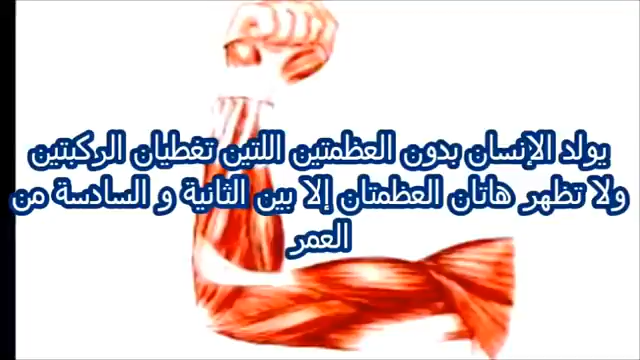 يولد الإنسان بدون العظمتين اللتين تغطيان الركبتين
ولا تظهر هاتان العظمتان إلا بين الثانية و السادسة من
العمر